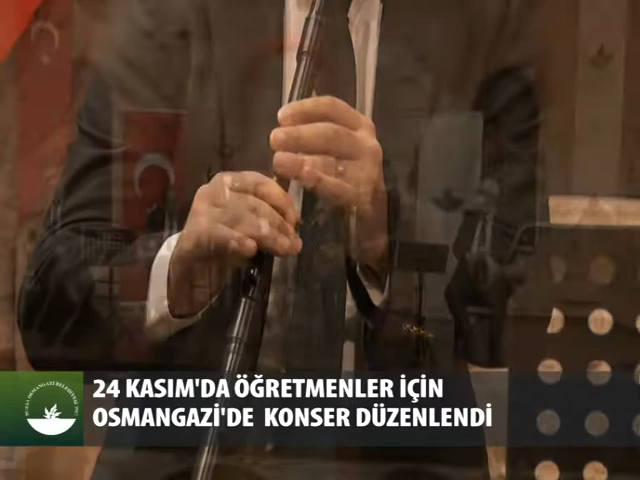 24 KASIM'DA ÖĞRETMENLER İÇİN
OSMANGAZİ'DE KONSER DÜZENLENDİ